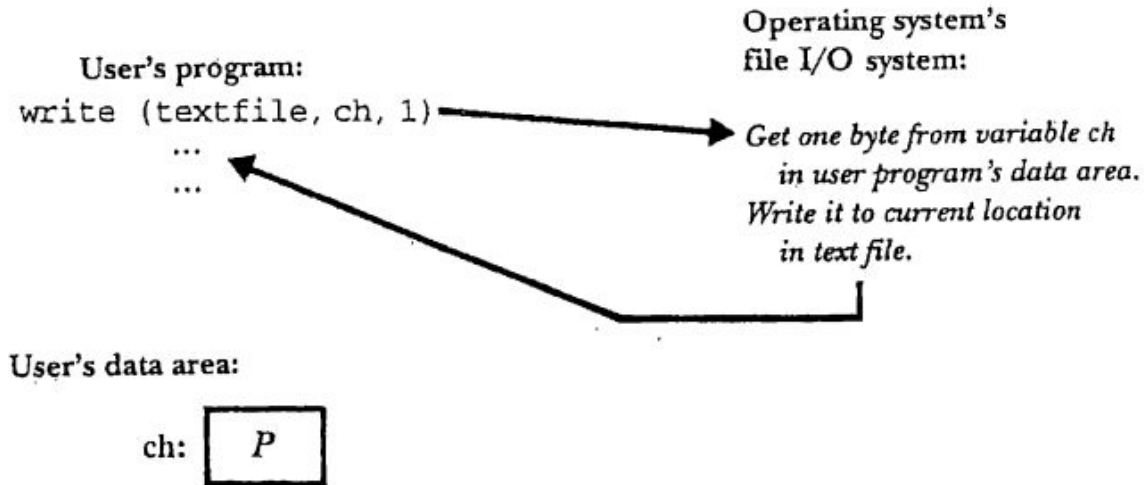 User's program:
write (textfile, ch, 1)
...
...
Operating system's
file I/O system:
Get one byte from variable ch
in user program's data area.
Write it to current location
in text file.
User's data area:
ch: P